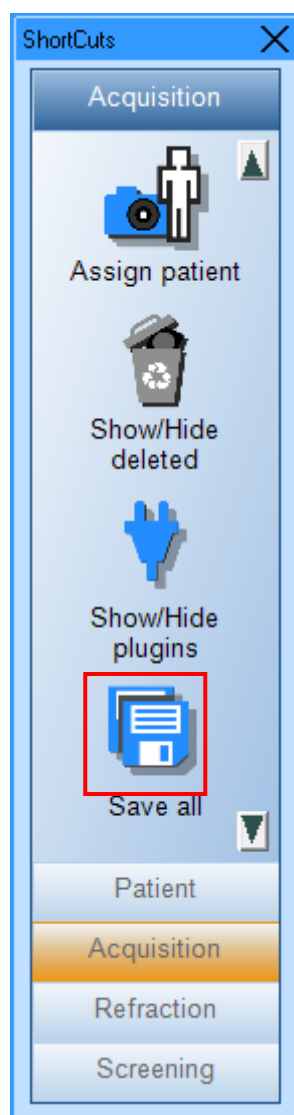 ShortCuts
Acquisition
Assign patient
Show/Hide
deleted
Show/Hide
plugins
Save all
Patient
Acquisition
Refraction
Screening